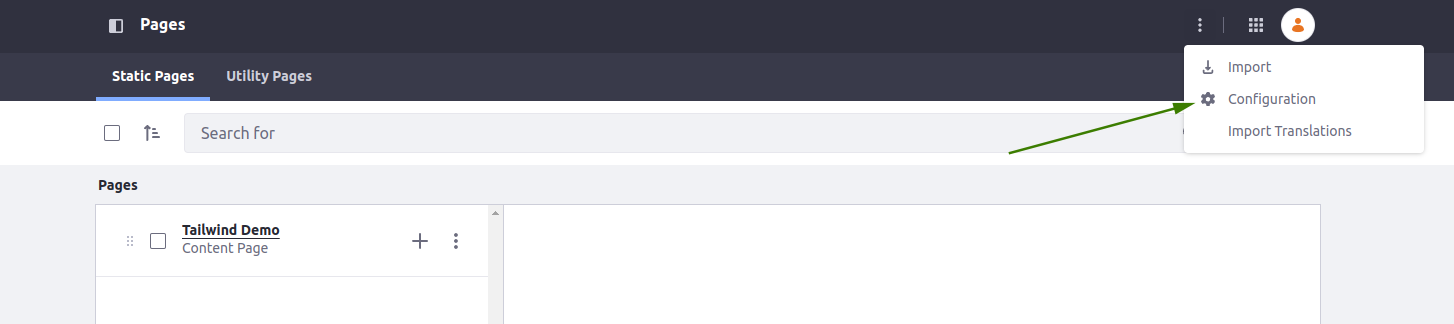 Pages
Static Pages
Utility Pages
Import
Configuration
Import Translations
Search for
Pages
Tailwind Demo
Content Page